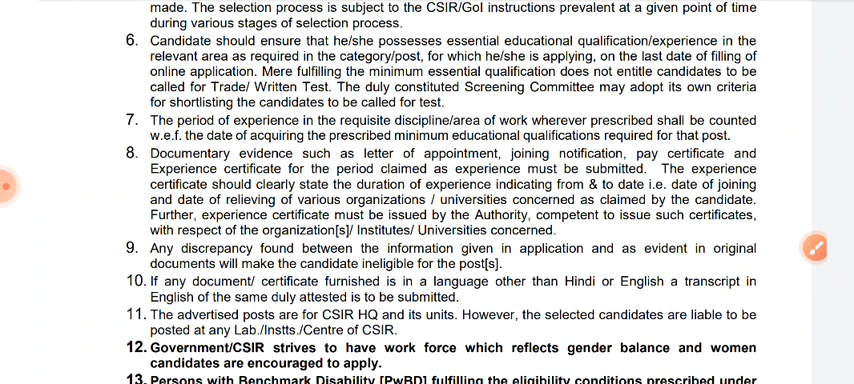 made. The selection process is subject to the CSIR/GoI instructions prevalent at a given point of time
during various stages of selection process.
6. Candidate should ensure that he/she possesses essential educational qualification/experience in the
relevant area as required in the category/post, for which he/she is applying, on the last date of filling of
online application. Mere fulfilling the minimum essential qualification does not entitle candidates to be
called for Trade/ Written Test. The duly constituted Screening Committee may adopt its own criteria
for shortlisting the candidates to be called for test.
7. The period of experience in the requisite discipline/area of work wherever prescribed shall be counted
w.e.f. the date of acquiring the prescribed minimum educational qualifications required for that post.
8. Documentary evidence such as letter of appointment, joining notification, pay certificate and
Experience certificate for the period claimed as experience must be submitted. The experience
certificate should clearly state the duration of experience indicating from & to date i.e. date of joining
and date of relieving of various organizations / universities concerned as claimed by the candidate.
Further, experience certificate must be issued by the Authority, competent to issue such certificates,
with respect of the organization[s]/ Institutes/ Universities concerned.
9. Any discrepancy found between the information given in application and as evident in original
documents will make the candidate ineligible for the post[s].
10. If any document/ certificate furnished is in a language other than Hindi or English a transcript in
English of the same duly attested is to be submitted.
11. The advertised posts are for CSIR HQ and its units. However, the selected candidates are liable to be
posted at any Lab./Instts./Centre of CSIR.
12. Government/CSIR strives to have work force which reflects gender balance and women
candidates are encouraged to apply.
13. Persons with Benchmark Disability [PwBD] fulfilling the eligibility conditions prescribed under